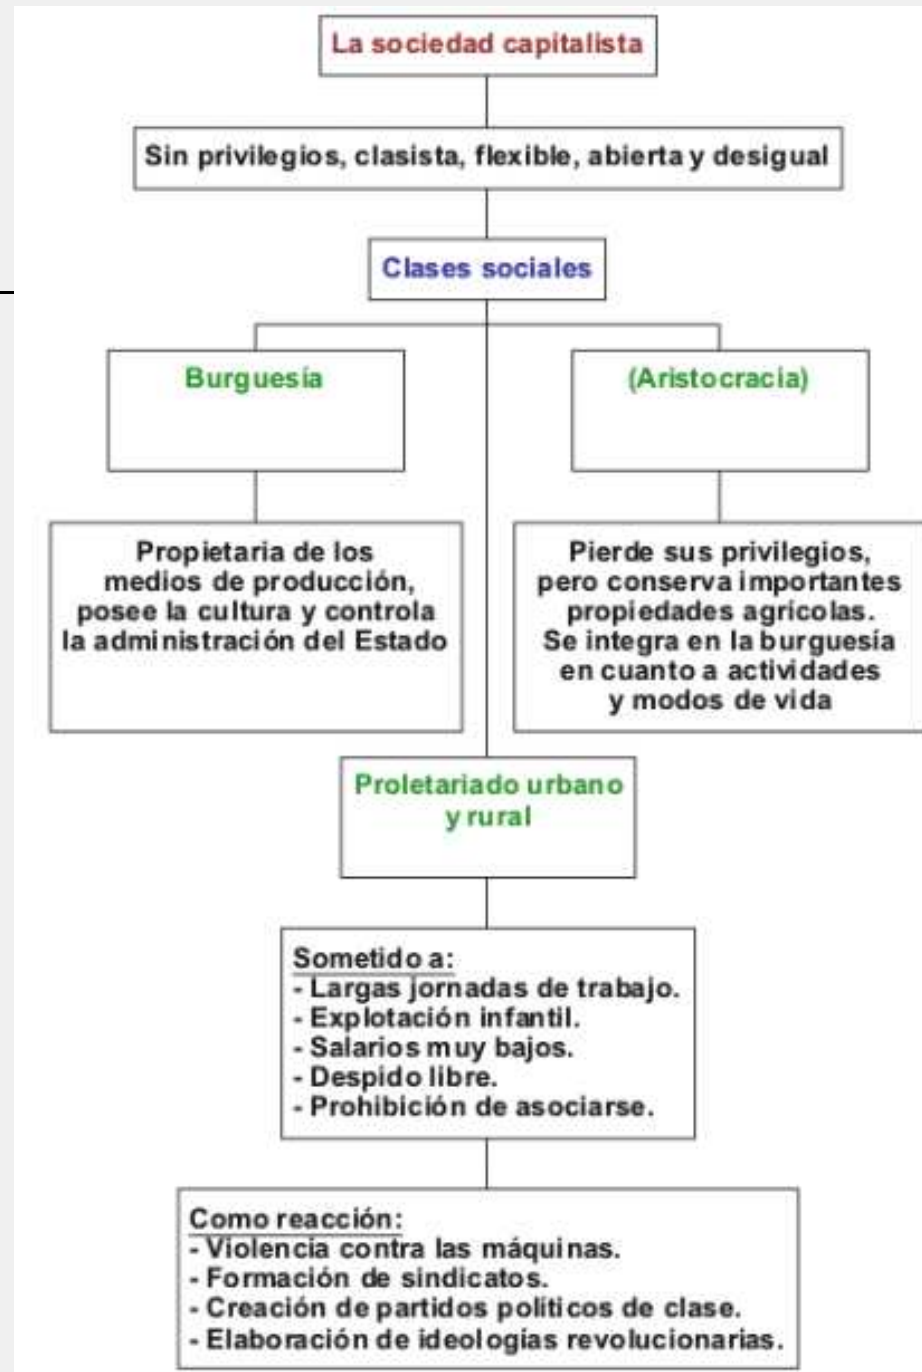 La sociedad capitalista
Sin privilegios, clasista, flexible, abierta y desigual
Clases sociales
Burguesía
(Aristocracia)
Propietaria de los
medios de producción,
posee la cultura y controla
la administración del Estado
Pierde sus privilegios,
pero conserva importantes
propiedades agrícolas.
Se integra en la burguesía
en cuanto a actividades
y modos de vida
Proletariado urbano
y rural
Sometido a:
- Largas jornadas de trabajo.
- Explotación infantil.
- Salarios muy bajos.
- Despido libre.
- Prohibición de asociarse.
Como reacción:
- Violencia contra las máquinas.
- Formación de sindicatos.
- Creación de partidos políticos de clase.
- Elaboración de ideologías revolucionarias.